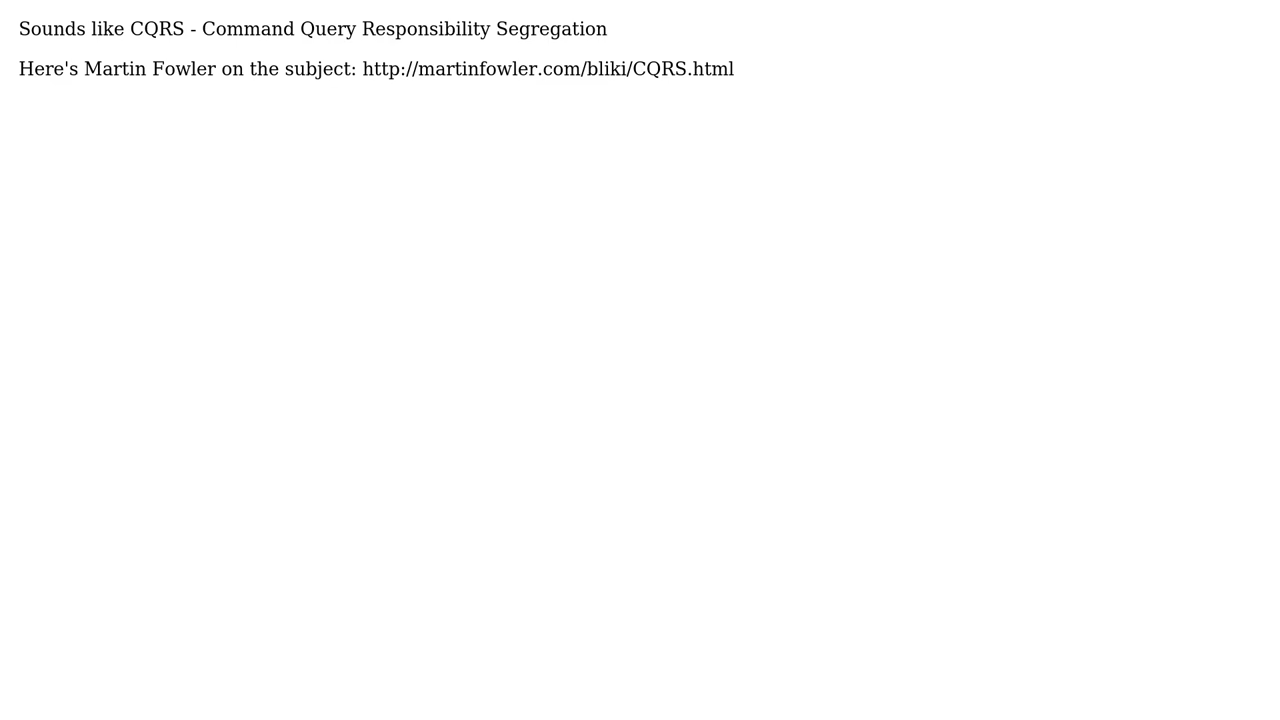 Sounds like CQRS - Command Query Responsibility Segregation
Here's Martin Fowler on the subject: http://martinfowler.com/bliki/CQRS.html